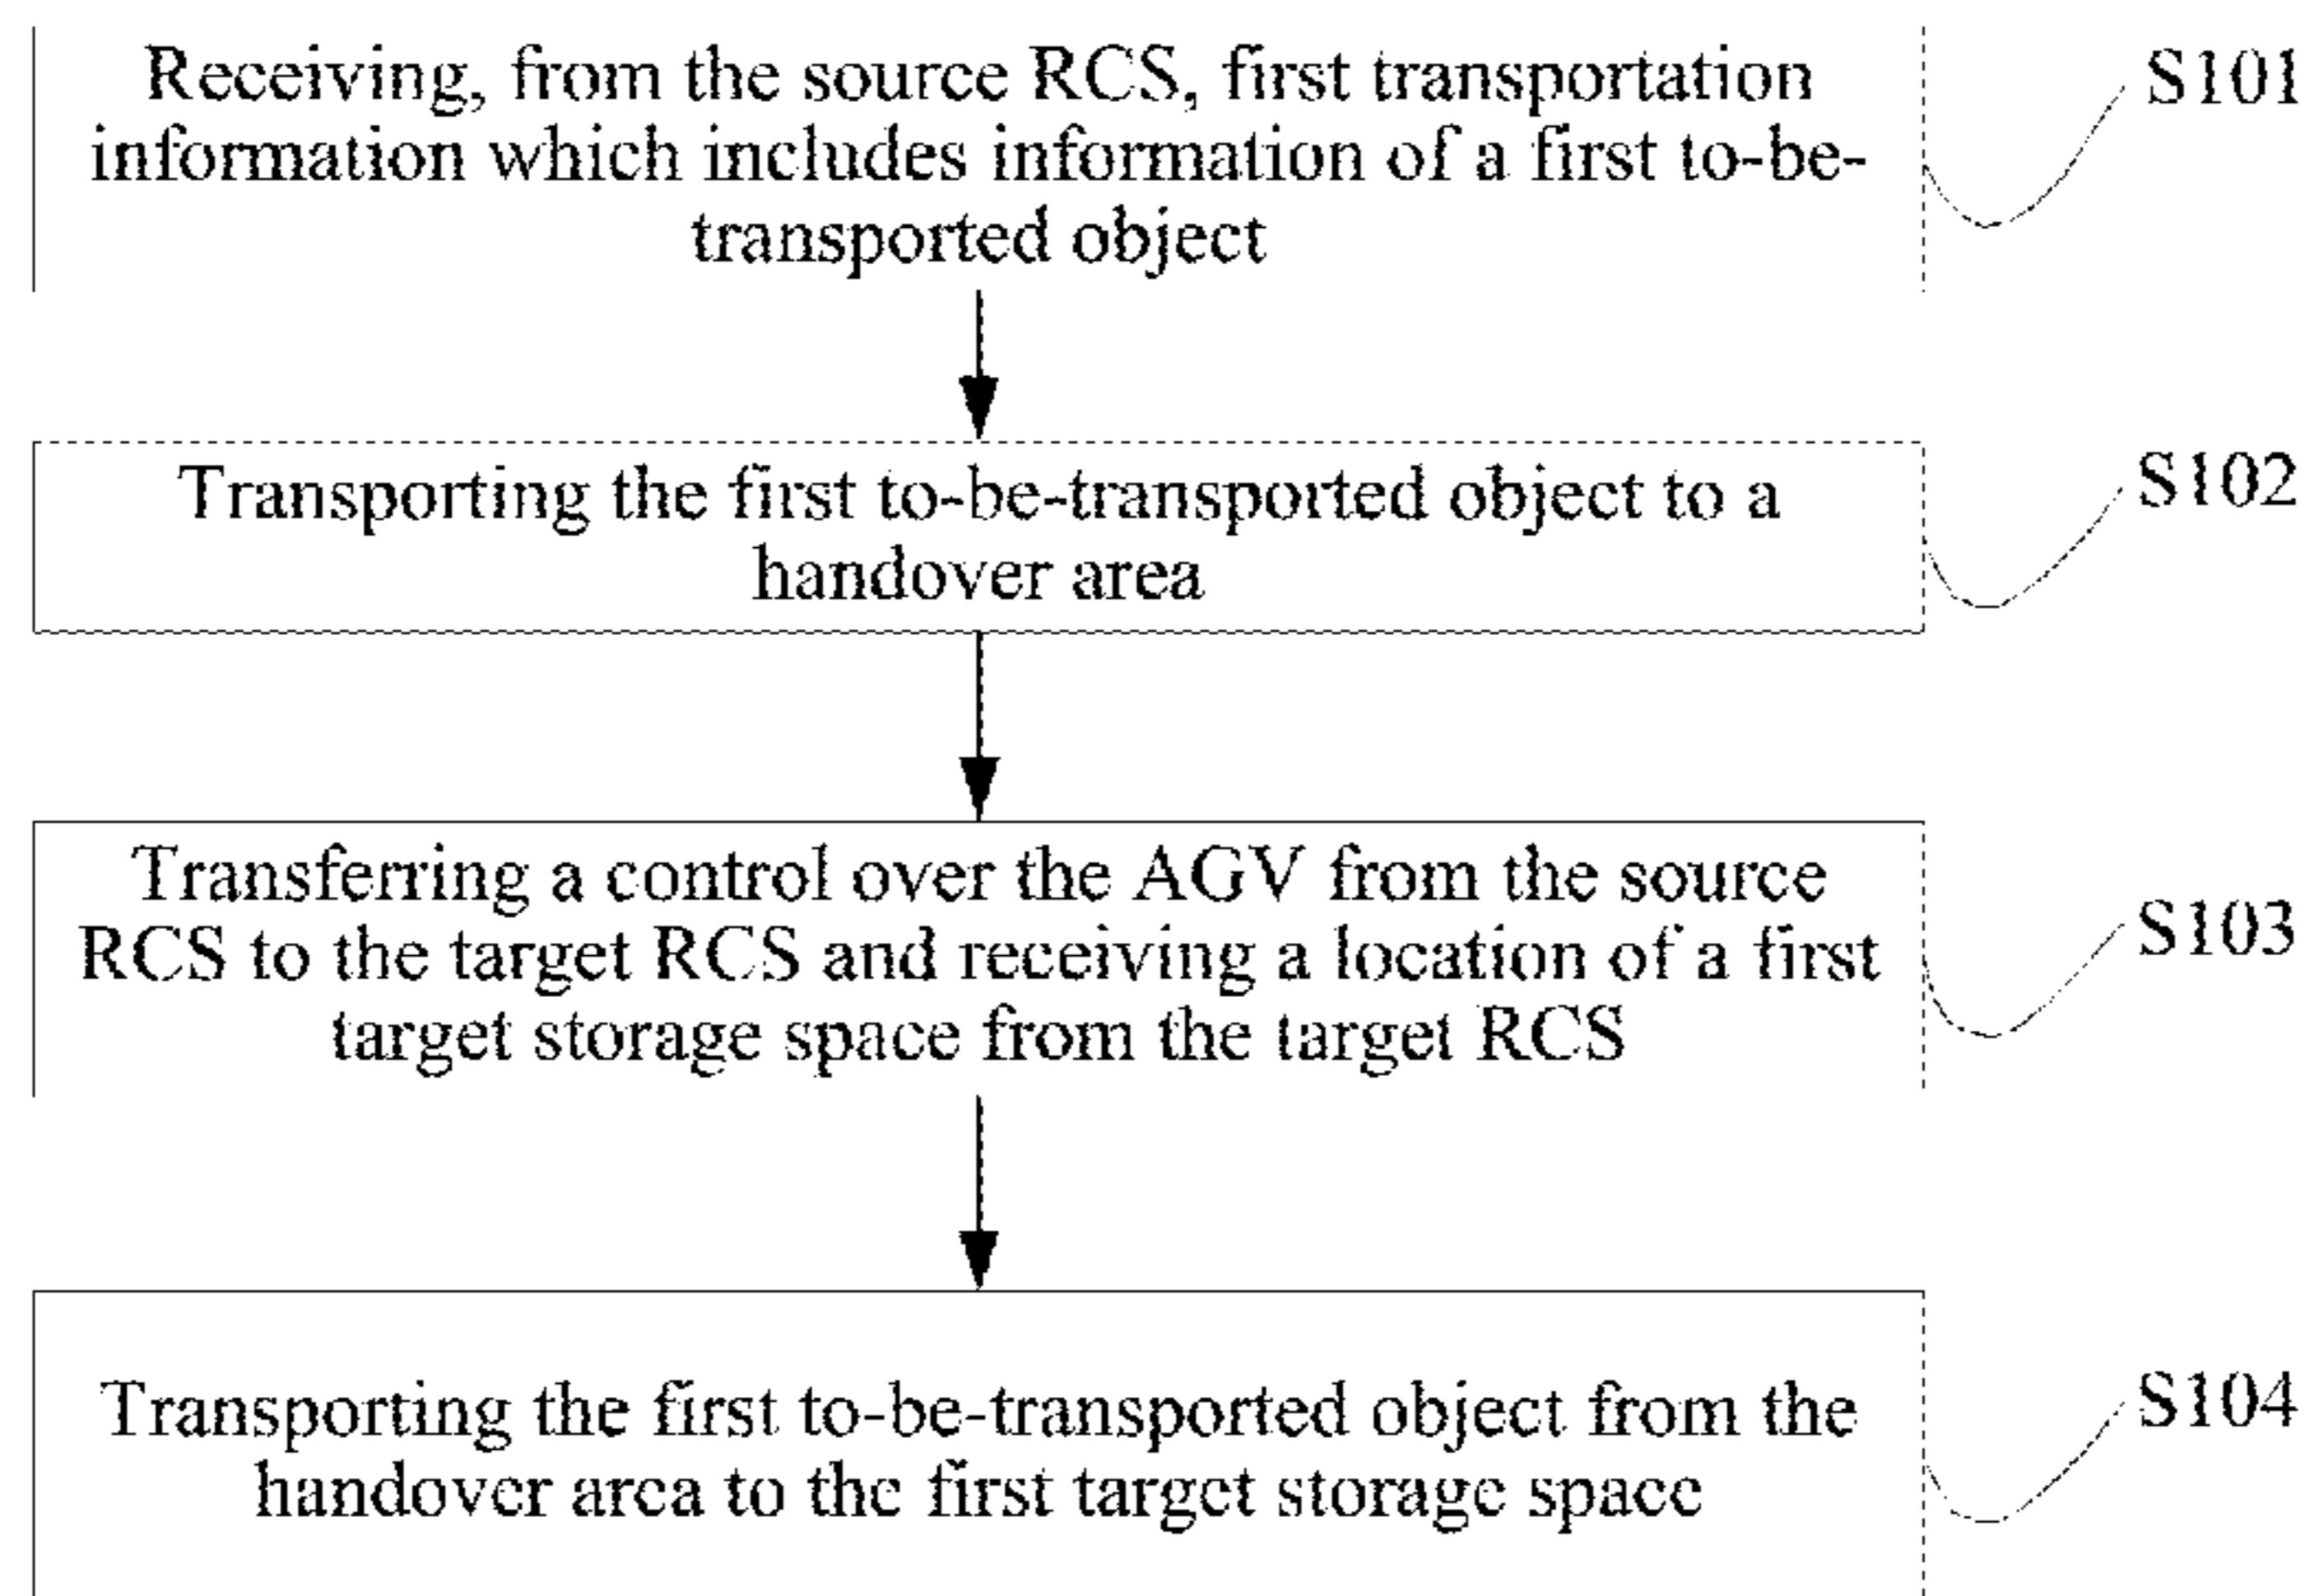 Receiving, from the source RCS, first transportation
information which includes information of a first to-be-
transported object
S101
Transporting the first to-be-transported object to a
handover area
S102
Transferring a control over the AGV from the source
RCS to the target RCS and receiving a location of a first
target storage space from the target RCS
S103
Transporting the first to-be-transported object from the
handover area to the first target storage space
S104